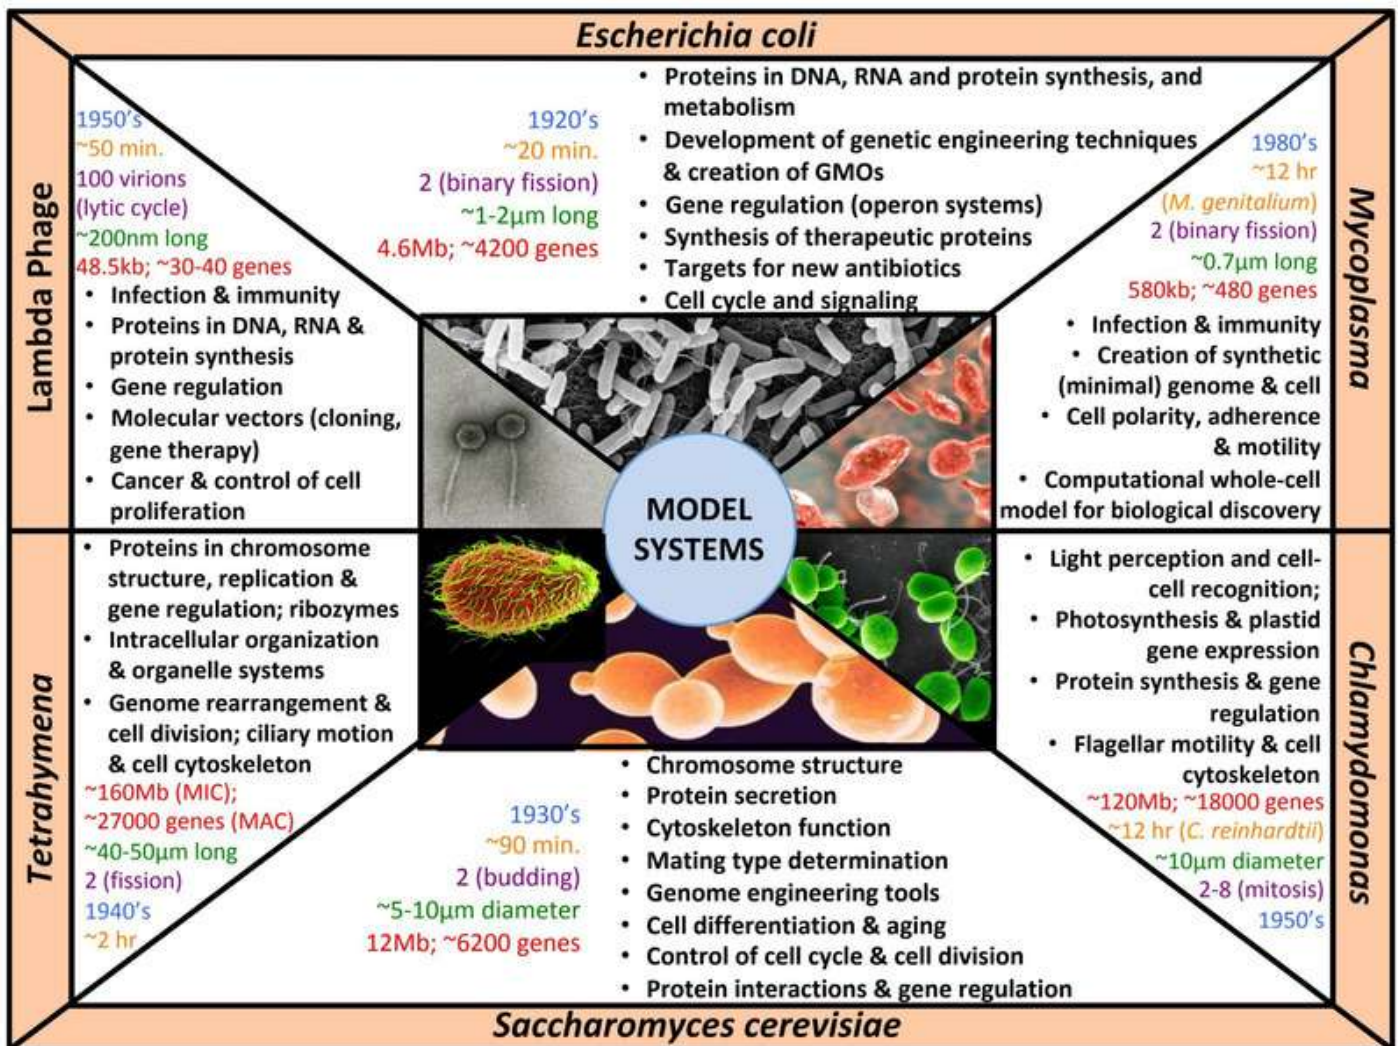 Escherichia coli
1920's
~20 min.
2 (binary fission)
~1-2µm long
4.6Mb; ~4200 genes
• Proteins in DNA, RNA and protein synthesis, and
metabolism
• Development of genetic engineering techniques
& creation of GMOs
• Gene regulation (operon systems)
• Synthesis of therapeutic proteins
• Targets for new antibiotics
• Cell cycle and signaling
Lambda Phage
1950's
~50 min.
100 virions
(lytic cycle)
~200nm long
48.5kb; ~30-40 genes
• Infection & immunity
• Proteins in DNA, RNA &
protein synthesis
• Gene regulation
• Molecular vectors (cloning,
gene therapy)
• Cancer & control of cell
proliferation
Mycoplasma
1980's
~12 hr
(M. genitalium)
2 (binary fission)
~0.7µm long
580kb; ~480 genes
• Infection & immunity
• Creation of synthetic
(minimal) genome & cell
• Cell polarity, adherence
& motility
• Computational whole-cell
model for biological discovery
MODEL
SYSTEMS
Tetrahymena
• Proteins in chromosome
structure, replication &
gene regulation; ribozymes
• Intracellular organization
& organelle systems
• Genome rearrangement &
cell division; ciliary motion
& cell cytoskeleton
~160Mb (MIC);
~27000 genes (MAC)
~40-50µm long
2 (fission)
1940's
~2 hr
Chlamydomonas
• Light perception and cell-
cell recognition;
• Photosynthesis & plastid
gene expression
• Protein synthesis & gene
regulation
• Flagellar motility & cell
cytoskeleton
~120Mb; ~18000 genes
~12 hr (C. reinhardtii)
~10µm diameter
2-8 (mitosis)
1950's
1930's
~90 min.
2 (budding)
~5-10µm diameter
12Mb; ~6200 genes
• Chromosome structure
• Protein secretion
• Cytoskeleton function
• Mating type determination
• Genome engineering tools
• Cell differentiation & aging
• Control of cell cycle & cell division
• Protein interactions & gene regulation
Saccharomyces cerevisiae